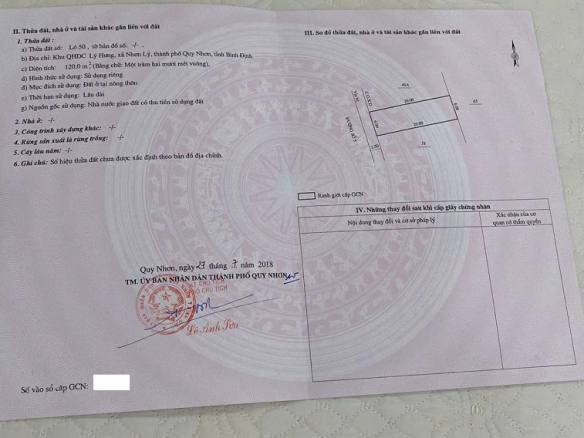 II. Thửa đất, nhà ở và tài sản khác gắn liền với đất
1. Thửa đất:
a) Thửa đất số: Lô 50 , tờ bản đồ số: -/-
b) Địa chỉ: Khu QHDC Lý Hưng, xã Nhơn Lý, thành phố Quy Nhơn, tỉnh Bình Định.
c) Diện tích: 120,0 m² (Bằng chữ: Một trăm hai mươi mét vuông),
d) Hình thức sử dụng: Sử dụng riêng
đ) Mục đích sử dụng: Đất ở tại nông thôn
e) Thời hạn sử dụng: Lâu dài
g) Nguồn gốc sử dụng: Nhà nước giao đất có thu tiền sử dụng đất
2. Nhà ở: -/-
3. Công trình xây dựng khác: -/-
4. Rừng sản xuất là rừng trồng: -/-
5. Cây lâu năm: -/-
6. Ghi chú: Số hiệu thửa đất chưa được xác định theo bản đồ địa chính.
Quy Nhơn, ngày 23 tháng 7 năm 2018
TM. ỦY BAN NHÂN DÂN THÀNH PHỐ QUY NHƠN
Số vào sổ cấp GCN:
III. Sơ đồ thửa đất, nhà ở và tài sản khác gắn liền với đất
20.00
20.00
Ranh giới cấp GCN
IV. Những thay đổi sau khi cấp giấy chứng nhận
Nội dung thay đổi và cơ sở pháp lý
Xác nhận của cơ
quan có thẩm quyền